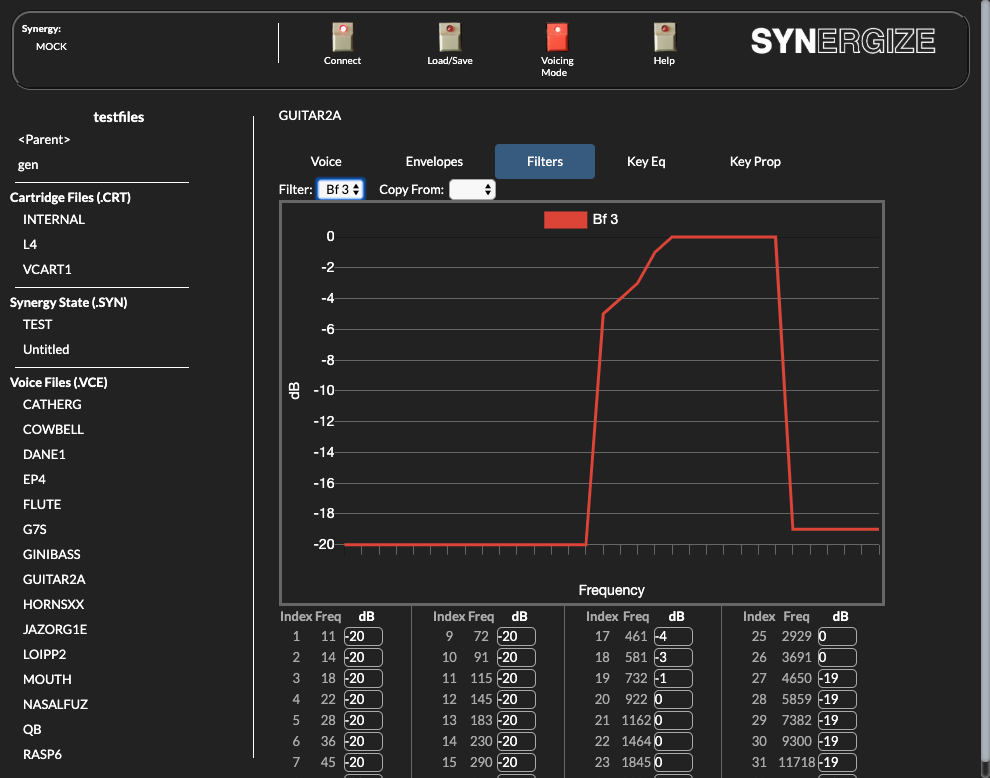 Synergy:
MOCK
Connect
Load/Save
Voicing
Mode
Help
SYNERGIZE
testfiles
<Parent>
gen
Cartridge Files (.CRT)
INTERNAL
L4
VCART1
Synergy State (.SYN)
TEST
Untitled
Voice Files (.VCE)
CATHERG
COWBELL
DANE1
EP4
FLUTE
G7S
GINIBASS
GUITAR2A
HORNSXX
JAZORG1E
LOIPP2
MOUTH
NASALFUZ
QB
RASP6
GUITAR2A
Voice Envelopes Filters Key Eq Key Prop
Filter: Bf 3 Copy From:
Bf 3
0
-2
-4
-6
-8
-10
-12
-14
-16
-18
-20
dB
Frequency
Index Freq dB Index Freq dB Index Freq dB Index Freq dB
1 11 -20 9 72 -20 17 461 -4 25 2929 0
2 14 -20 10 91 -20 18 581 -3 26 3691 0
3 18 -20 11 115 -20 19 732 -1 27 4650 -19
4 22 -20 12 145 -20 20 922 0 28 5859 -19
5 28 -20 13 183 -20 21 1162 0 29 7382 -19
6 36 -20 14 230 -20 22 1464 0 30 9300 -19
7 45 -20 15 290 -20 23 1845 0 31 11718 -19